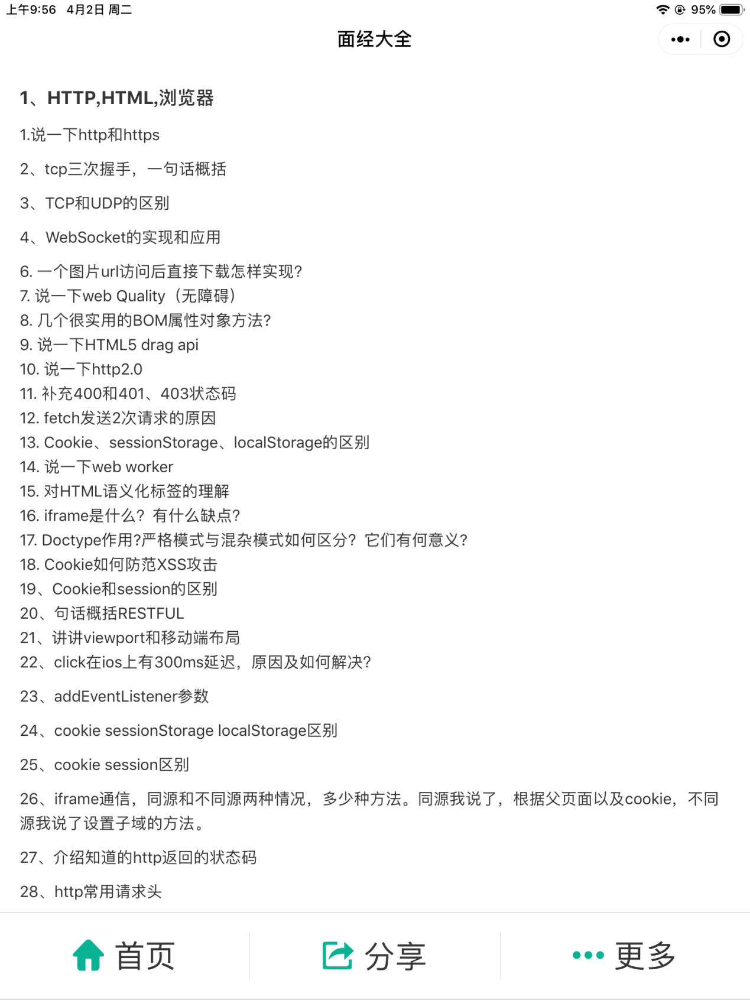 上午9:56 4月2日 周二
95%
面经大全
1、HTTP,HTML,浏览器
1.说一下http和https
2、tcp三次握手，一句话概括
3、TCP和UDP的区别
4、WebSocket的实现和应用
6. 一个图片url访问后直接下载怎样实现?
7. 说一下web Quality（无障碍）
8. 几个很实用的BOM属性对象方法?
9. 说一下HTML5 drag api
10. 说一下http2.0
11. 补充400和401、403状态码
12. fetch发送2次请求的原因
13. Cookie、sessionStorage、localStorage的区别
14. 说一下web worker
15. 对HTML语义化标签的理解
16. iframe是什么？有什么缺点?
17. Doctype作用?严格模式与混杂模式如何区分？它们有何意义?
18. Cookie如何防范XSS攻击
19、Cookie和session的区别
20、句话概括RESTFUL
21、讲讲viewport和移动端布局
22、click在ios上有300ms延迟，原因及如何解决?
23、addEventListener参数
24、cookie sessionStorage localStorage区别
25、cookie session区别
26、iframe通信，同源和不同源两种情况，多少种方法。同源我说了，根据父页面以及cookie，不同
源我说了设置子域的方法。
27、介绍知道的http返回的状态码
28、http常用请求头
首页 分享 更多